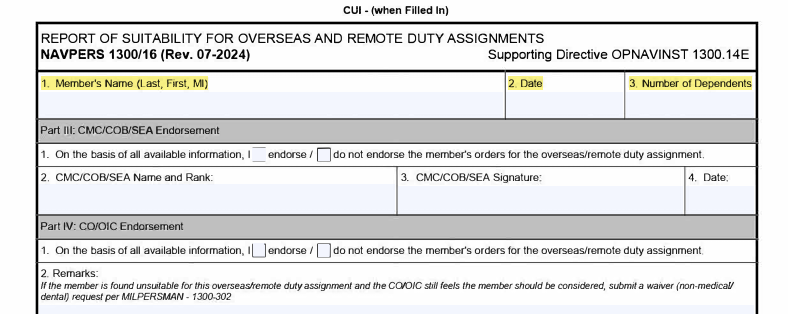 CUI - (when Filled In)
REPORT OF SUITABILITY FOR OVERSEAS AND REMOTE DUTY ASSIGNMENTS
NAVPERS 1300/16 (Rev. 07-2024) Supporting Directive OPNAVINST 1300.14E
1. Member's Name (Last, First, MI) 2. Date 3. Number of Dependents
Part III: CMC/COB/SEA Endorsement
1. On the basis of all available information, I endorse / do not endorse the member's orders for the overseas/remote duty assignment.
2. CMC/COB/SEA Name and Rank: 3. CMC/COB/SEA Signature: 4. Date:
Part IV: CO/OIC Endorsement
1. On the basis of all available information, I endorse / do not endorse the member's orders for the overseas/remote duty assignment.
2. Remarks:
If the member is found unsuitable for this overseas/remote duty assignment and the CO/OIC still feels the member should be considered, submit a waiver (non-medical/
dental) request per MILPERSMAN - 1300-302